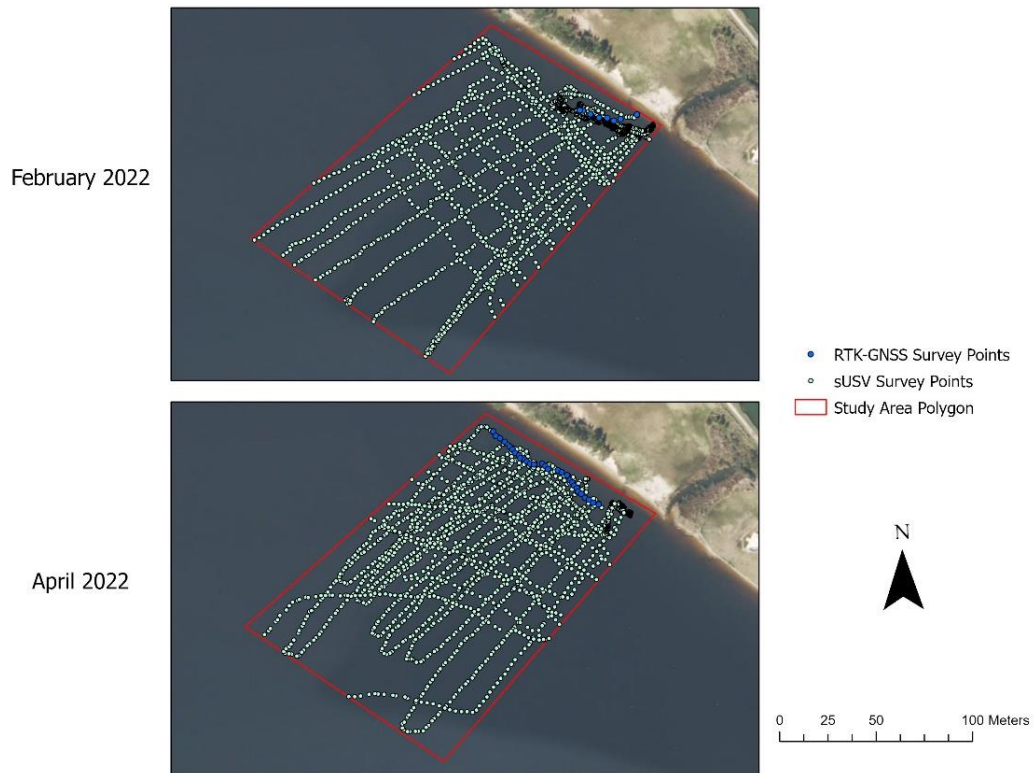 February 2022
RTK-GNSS Survey Points
sUSV Survey Points
Study Area Polygon
April 2022
N
0 25 50 100 Meters